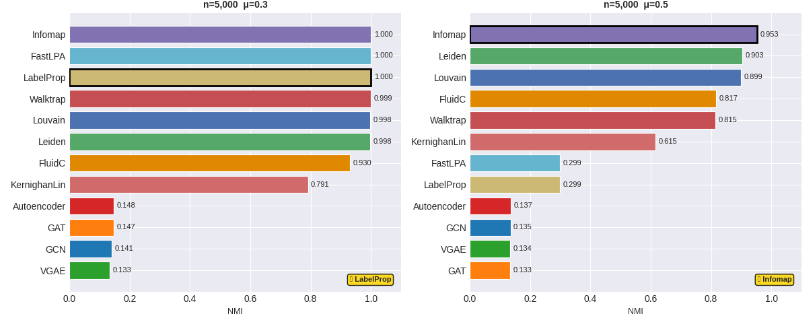 n=5,000 μ=0.3
Infomap 1.000
FastLPA 1.000
LabelProp 1.000
Walktrap 0.999
Louvain 0.998
Leiden 0.998
FluidC 0.930
KernighanLin 0.791
Autoencoder 0.148
GAT 0.147
GCN 0.141
VGAE 0.133
LabelProp
0.0 0.2 0.4 0.6 0.8 1.0
NMI
n=5,000 μ=0.5
Infomap 0.953
Leiden 0.903
Louvain 0.899
FluidC 0.817
Walktrap 0.815
KernighanLin 0.615
FastLPA 0.299
LabelProp 0.299
Autoencoder 0.137
GCN 0.135
VGAE 0.134
GAT 0.133
Infomap
0.0 0.2 0.4 0.6 0.8 1.0
NMI